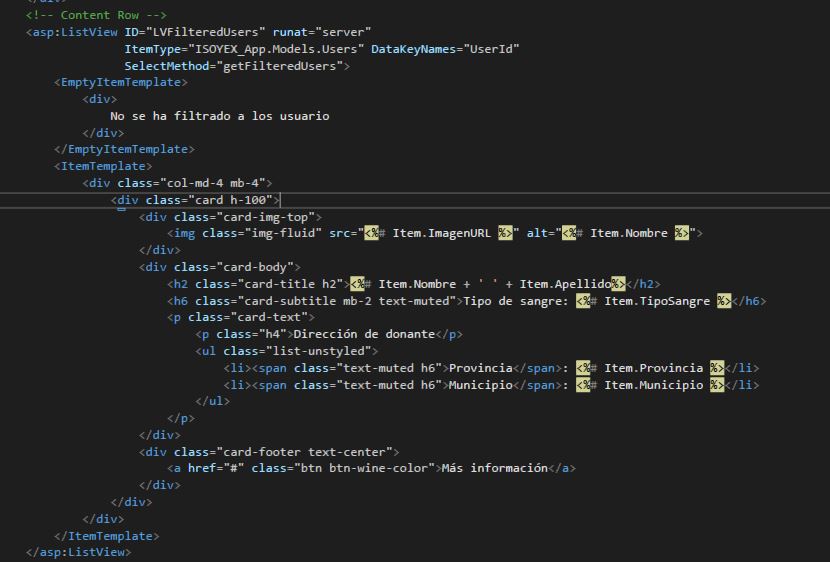 </div>
<!-- Content Row -->
<asp:ListView ID="LVFilteredUsers" runat="server"
ItemType="ISOYEX_App.Models.Users" DataKeyNames="UserId"
SelectMethod="getFilteredUsers">
<EmptyItemTemplate>
<div>
No se ha filtrado a los usuario
</div>
</EmptyItemTemplate>
<ItemTemplate>
<div class="col-md-4 mb-4">
<div class="card h-100">
<div class="card-img-top">
<img class="img-fluid" src="<%# Item.ImagenURL %>" alt="<%# Item.Nombre %>">
</div>
<div class="card-body">
<h2 class="card-title h2"><%# Item.Nombre + ' ' + Item.Apellido%></h2>
<h6 class="card-subtitle mb-2 text-muted">Tipo de sangre: <%# Item.TipoSangre %></h6>
<p class="card-text">
<p class="h4">Dirección de donante</p>
<ul class="list-unstyled">
<li><span class="text-muted h6">Provincia</span>: <%# Item.Provincia %></li>
<li><span class="text-muted h6">Municipio</span>: <%# Item.Municipio %></li>
</ul>
</p>
</div>
<div class="card-footer text-center">
<a href="#" class="btn btn-wine-color">Más información</a>
</div>
</div>
</div>
</ItemTemplate>
</asp:ListView>